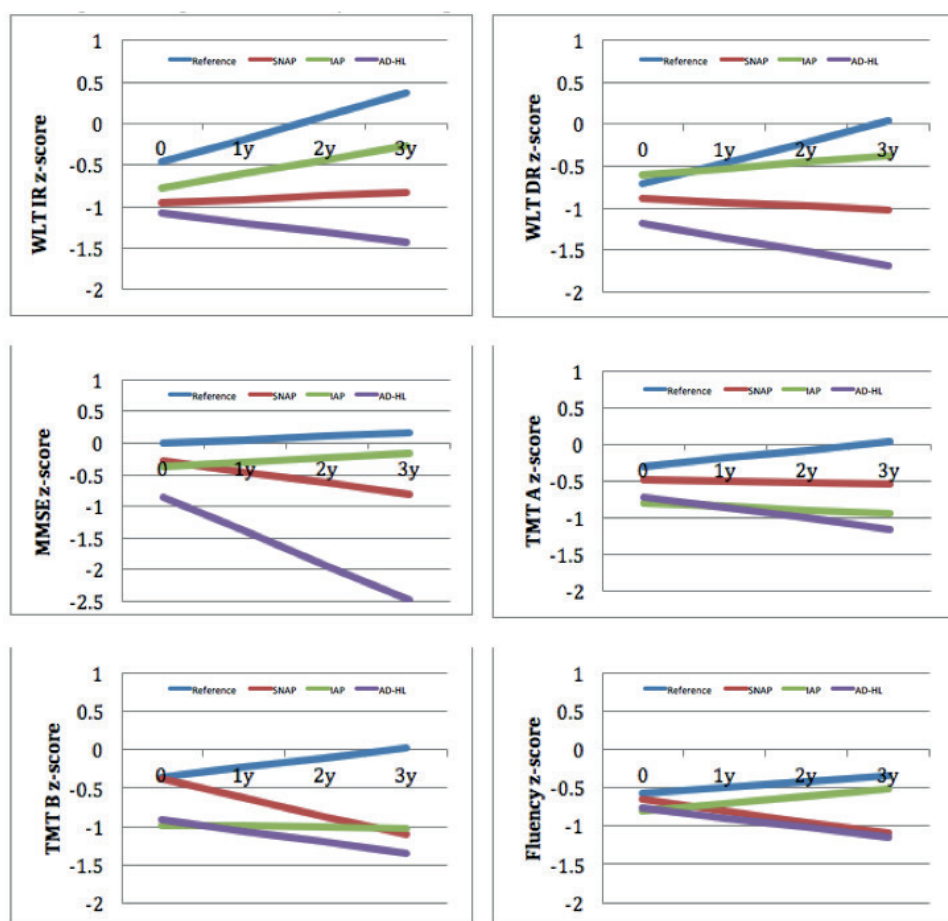 1
Reference SNAP IAP AD-HL
0.5
0
0 1y 2y 3y
-0.5
-1
-1.5
-2
WLT IR z-score
1
Reference SNAP IAP AD-HL
0.5
0
0 1y 2y 3y
-0.5
-1
-1.5
-2
WLT DR z-score
1
Reference SNAP IAP AD-HL
0.5
0
0 1y 2y 3y
-0.5
-1
-1.5
-2
-2.5
MMSE z-score
1
Reference SNAP IAP AD-HL
0.5
0
0 1y 2y 3y
-0.5
-1
-1.5
-2
TMT A z-score
1
Reference SNAP IAP AD-HL
0.5
0
0 1y 2y 3y
-0.5
-1
-1.5
-2
TMT B z-score
1
Reference SNAP IAP AD-HL
0.5
0
0 1y 2y 3y
-0.5
-1
-1.5
-2
Fluency z-score